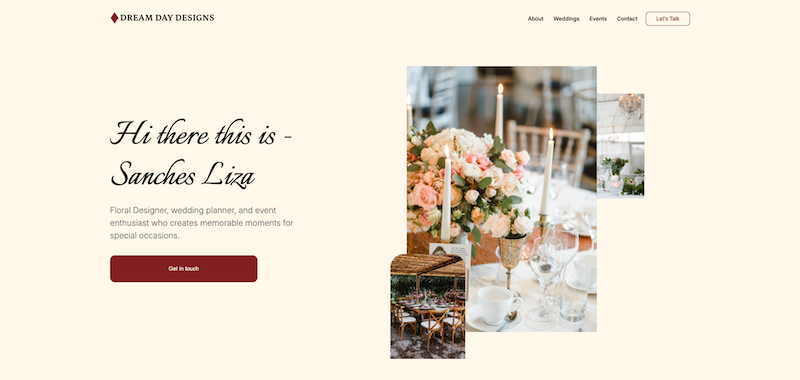 DREAM DAY DESIGNS
About Weddings Events Contact Let's Talk
Hi there this is -
Sanches Liza
Floral Designer, wedding planner, and event
enthusiast who creates memorable moments for
special occasions.
Get in touch